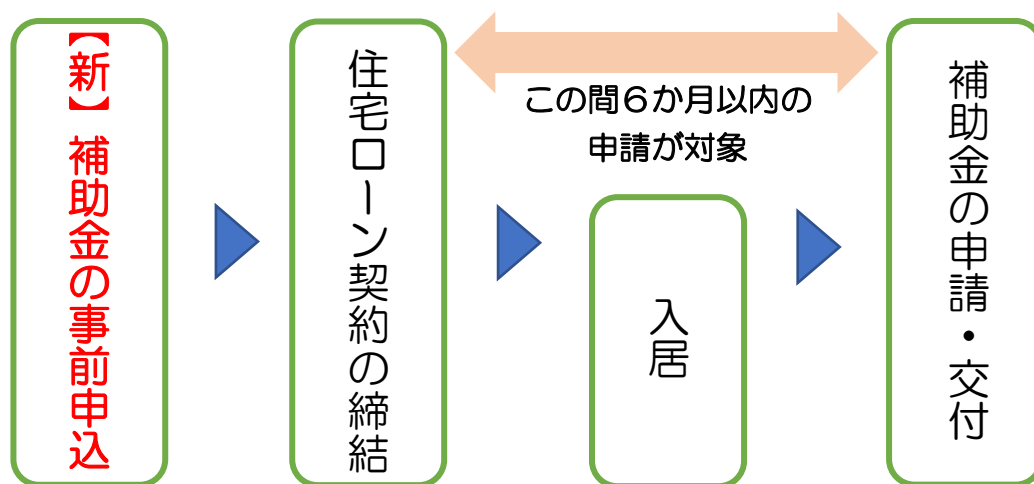 【新】補助金の事前申込
住宅ローン契約の締結
この間６か月以内の
申請が対象
入居
補助金の申請・交付